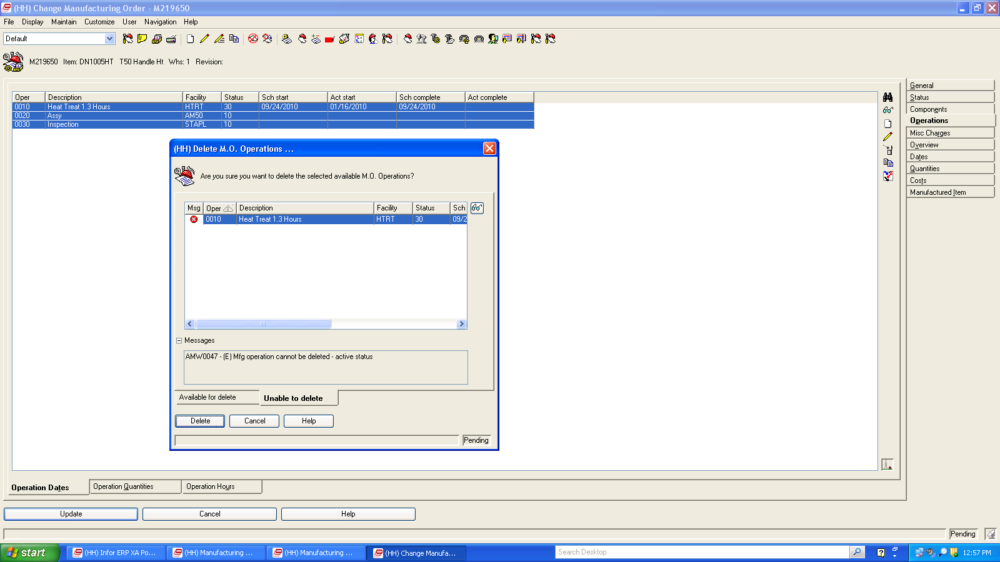 (HH) Change Manufacturing Order - M219650
File Display Maintain Customize User Navigation Help
Default
M219650 Item: DN1005HT T50 Handle Ht Whs: 1 Revision:
Oper Description Facility Status Sch start Act start Sch complete Act complete
0010 Heat Treat 1.3 Hours HTRT 30 09/24/2010 01/16/2010 09/24/2010
0020 Assy AM50 10
0030 Inspection STAPL 10
(HH) Delete M.O. Operations ...
Are you sure you want to delete the selected available M.O. Operations?
Msg Oper Description Facility Status Sch
0010 Heat Treat 1.3 Hours HTRT 30 09/2
Messages
AMW0047 - (E) Mfg operation cannot be deleted - active status
Available for delete Unable to delete
Delete Cancel Help
Pending
General
Status
Components
Operations
Misc Charges
Overview
Dates
Quantities
Costs
Manufactured Item
Operation Dates Operation Quantities Operation Hours
Update Cancel Help
Pending
start (HH) Infor ERP XA Po... (HH) Manufacturing ... (HH) Manufacturing ... (HH) Change Manufa... Search Desktop 12:57 PM